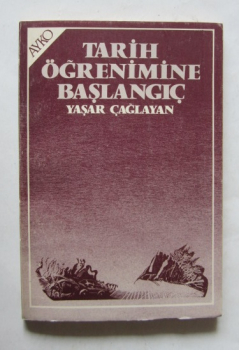 AYKO
TARİH
ÖĞRENİMİNE
BAŞLANGIÇ
YAŞAR ÇAĞLAYAN